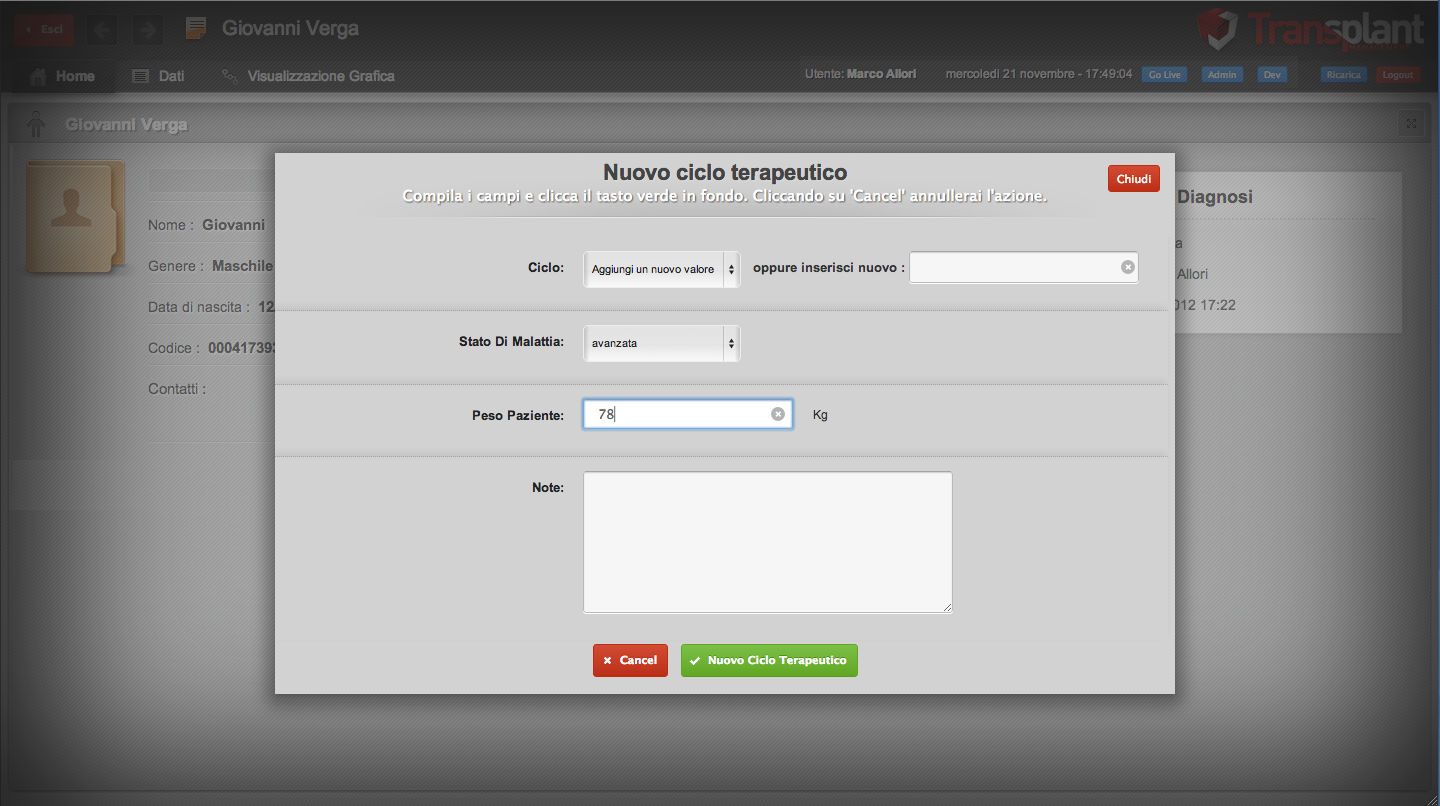 Esci
Giovanni Verga
Transplant
Home
Dati
Visualizzazione Grafica
Utente: Marco Allori
mercoledì 21 novembre - 17:49:04
Go Live
Admin
Dev
Ricarica
Logout
Giovanni Verga
Nome : Giovanni
Genere : Maschile
Data di nascita : 12
Codice : 000417393
Contatti :
Diagnosi
a
Allori
012 17:22
Nuovo ciclo terapeutico
Compila i campi e clicca il tasto verde in fondo. Cliccando su 'Cancel' annullerai l'azione.
Chiudi
Ciclo: Aggiungi un nuovo valore oppure inserisci nuovo :
Stato Di Malattia: avanzata
Peso Paziente: 78 Kg
Note:
Cancel
Nuovo Ciclo Terapeutico